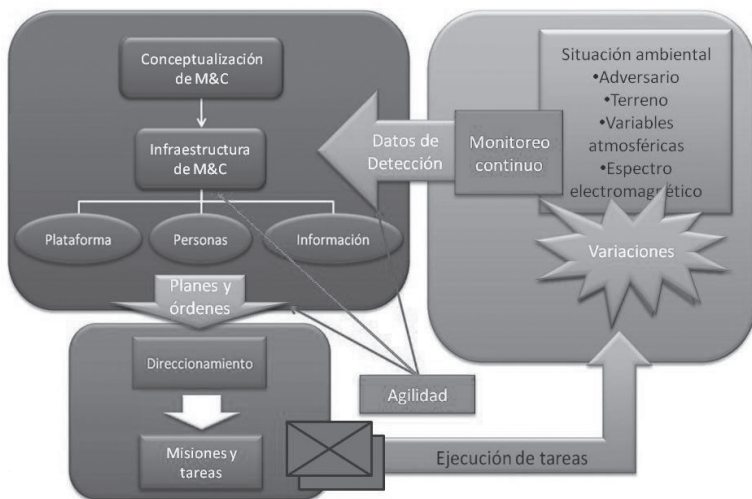 Conceptualización
de M&C
Infraestructura
de M&C
Plataforma
Personas
Información
Planes y
órdenes
Direccionamiento
Misiones y
tareas
Datos de
Detección
Monitoreo
continuo
Situación ambiental
•Adversario
•Terreno
•Variables
atmosféricas
•Espectro
electromagnético
Variaciones
Agilidad
Ejecución de tareas